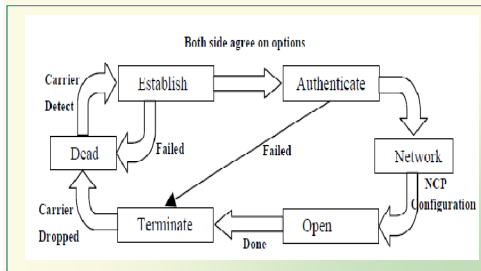 Both side agree on options
Carrier
Detect
Establish
Authenticate
Dead
Failed
Failed
Network
NCP
Configuration
Carrier
Dropped
Terminate
Done
Open